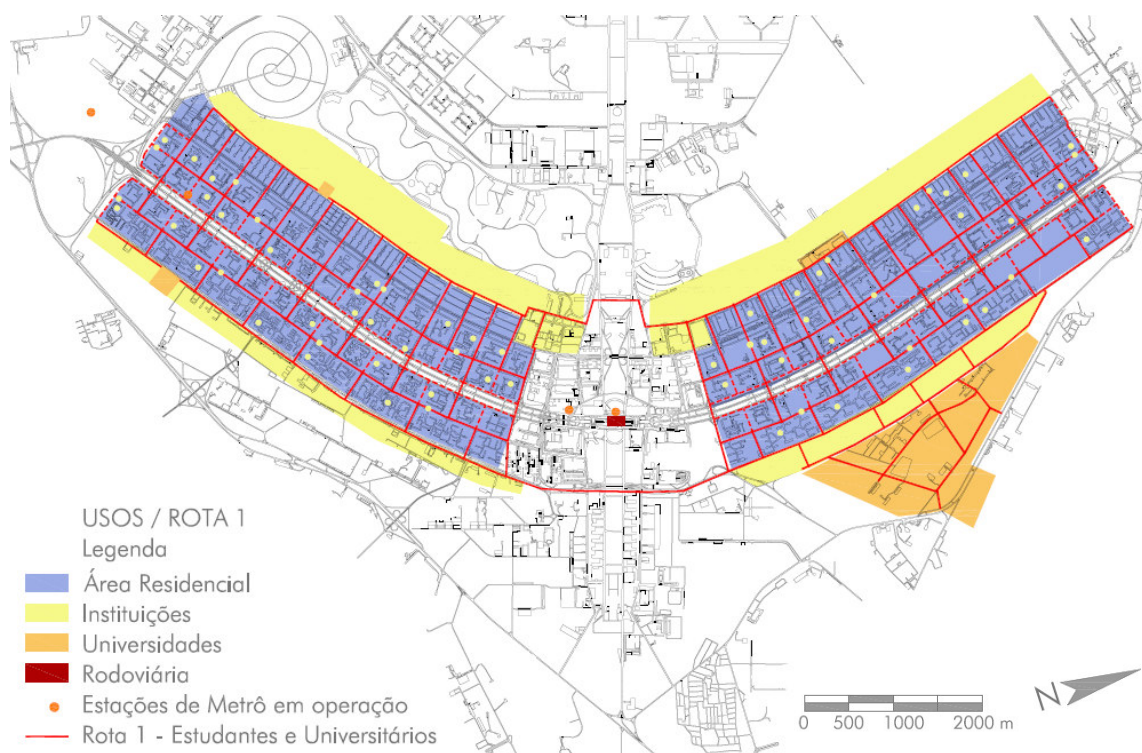 USOS / ROTA 1
Legenda
Área Residencial
Instituições
Universidades
Rodoviária
Estações de Metrô em operação
Rota 1 - Estudantes e Universitários
0 500 1000 2000 m
N